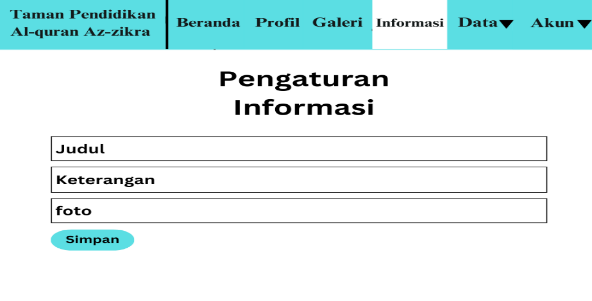 Taman Pendidikan
Al-quran Az-zikra
Beranda Profil Galeri Informasi Data Akun
Pengaturan
Informasi
Judul
Keterangan
foto
Simpan